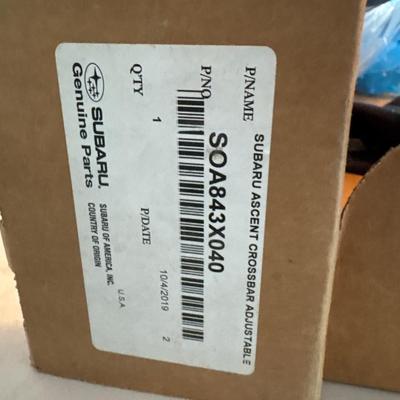 P/NAME SUBARU ASCENT CROSSBAR ADJUSTABLE
P/NO. SOA843X040
Q'TY 1 P/DATE 10/4/2019 2
SUBARU.
Genuine Parts
SUBARU OF AMERICA, INC.
COUNTRY OF ORIGIN U.S.A.